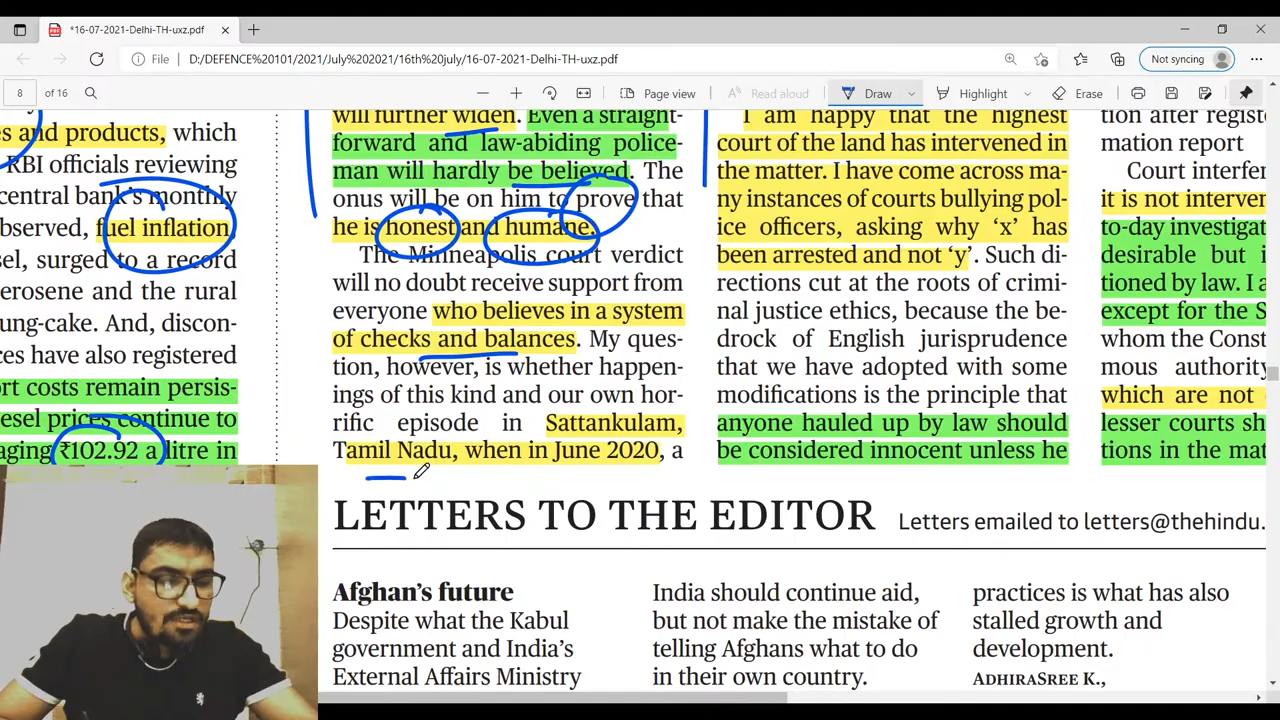 *16-07-2021-Delhi-TH-uxz.pdf
File
D:/DEFENCE%20101/2021/July%202021/16th%20july/16-07-2021-Delhi-TH-uxz.pdf
Not syncing
8 of 16
Page view
Read aloud
Draw
Highlight
Erase
es and products, which
RBI officials reviewing
central bank's monthly
observed, fuel inflation,
sel, surged to a record
erosene and the rural
ung-cake. And, discon-
ces have also registered
ort costs remain persis-
esel prices continue to
aging ₹102.92 a litre in
will further widen. Even a straight-
forward and law-abiding police-
man will hardly be believed. The
onus will be on him to prove that
he is honest and humane.
The Minneapolis court verdict
will no doubt receive support from
everyone who believes in a system
of checks and balances. My ques-
tion, however, is whether happen-
ings of this kind and our own hor-
rific episode in Sattankulam,
Tamil Nadu, when in June 2020, a
I am happy that the highest
court of the land has intervened in
the matter. I have come across ma-
ny instances of courts bullying pol-
ice officers, asking why 'x' has
been arrested and not 'y'. Such di-
rections cut at the roots of crimi-
nal justice ethics, because the be-
drock of English jurisprudence
that we have adopted with some
modifications is the principle that
anyone hauled up by law should
be considered innocent unless he
tion after registe
mation report
Court interfer
it is not interven
to-day investigat
desirable but i
tioned by law. I a
except for the S
whom the Const
mous authority
which are not
lesser courts sh
tions in the mat
LETTERS TO THE EDITOR
Letters emailed to letters@thehindu.
Afghan's future
Despite what the Kabul
government and India's
External Affairs Ministry
India should continue aid,
but not make the mistake of
telling Afghans what to do
in their own country.
practices is what has also
stalled growth and
development.
ADHIRASREE K.,